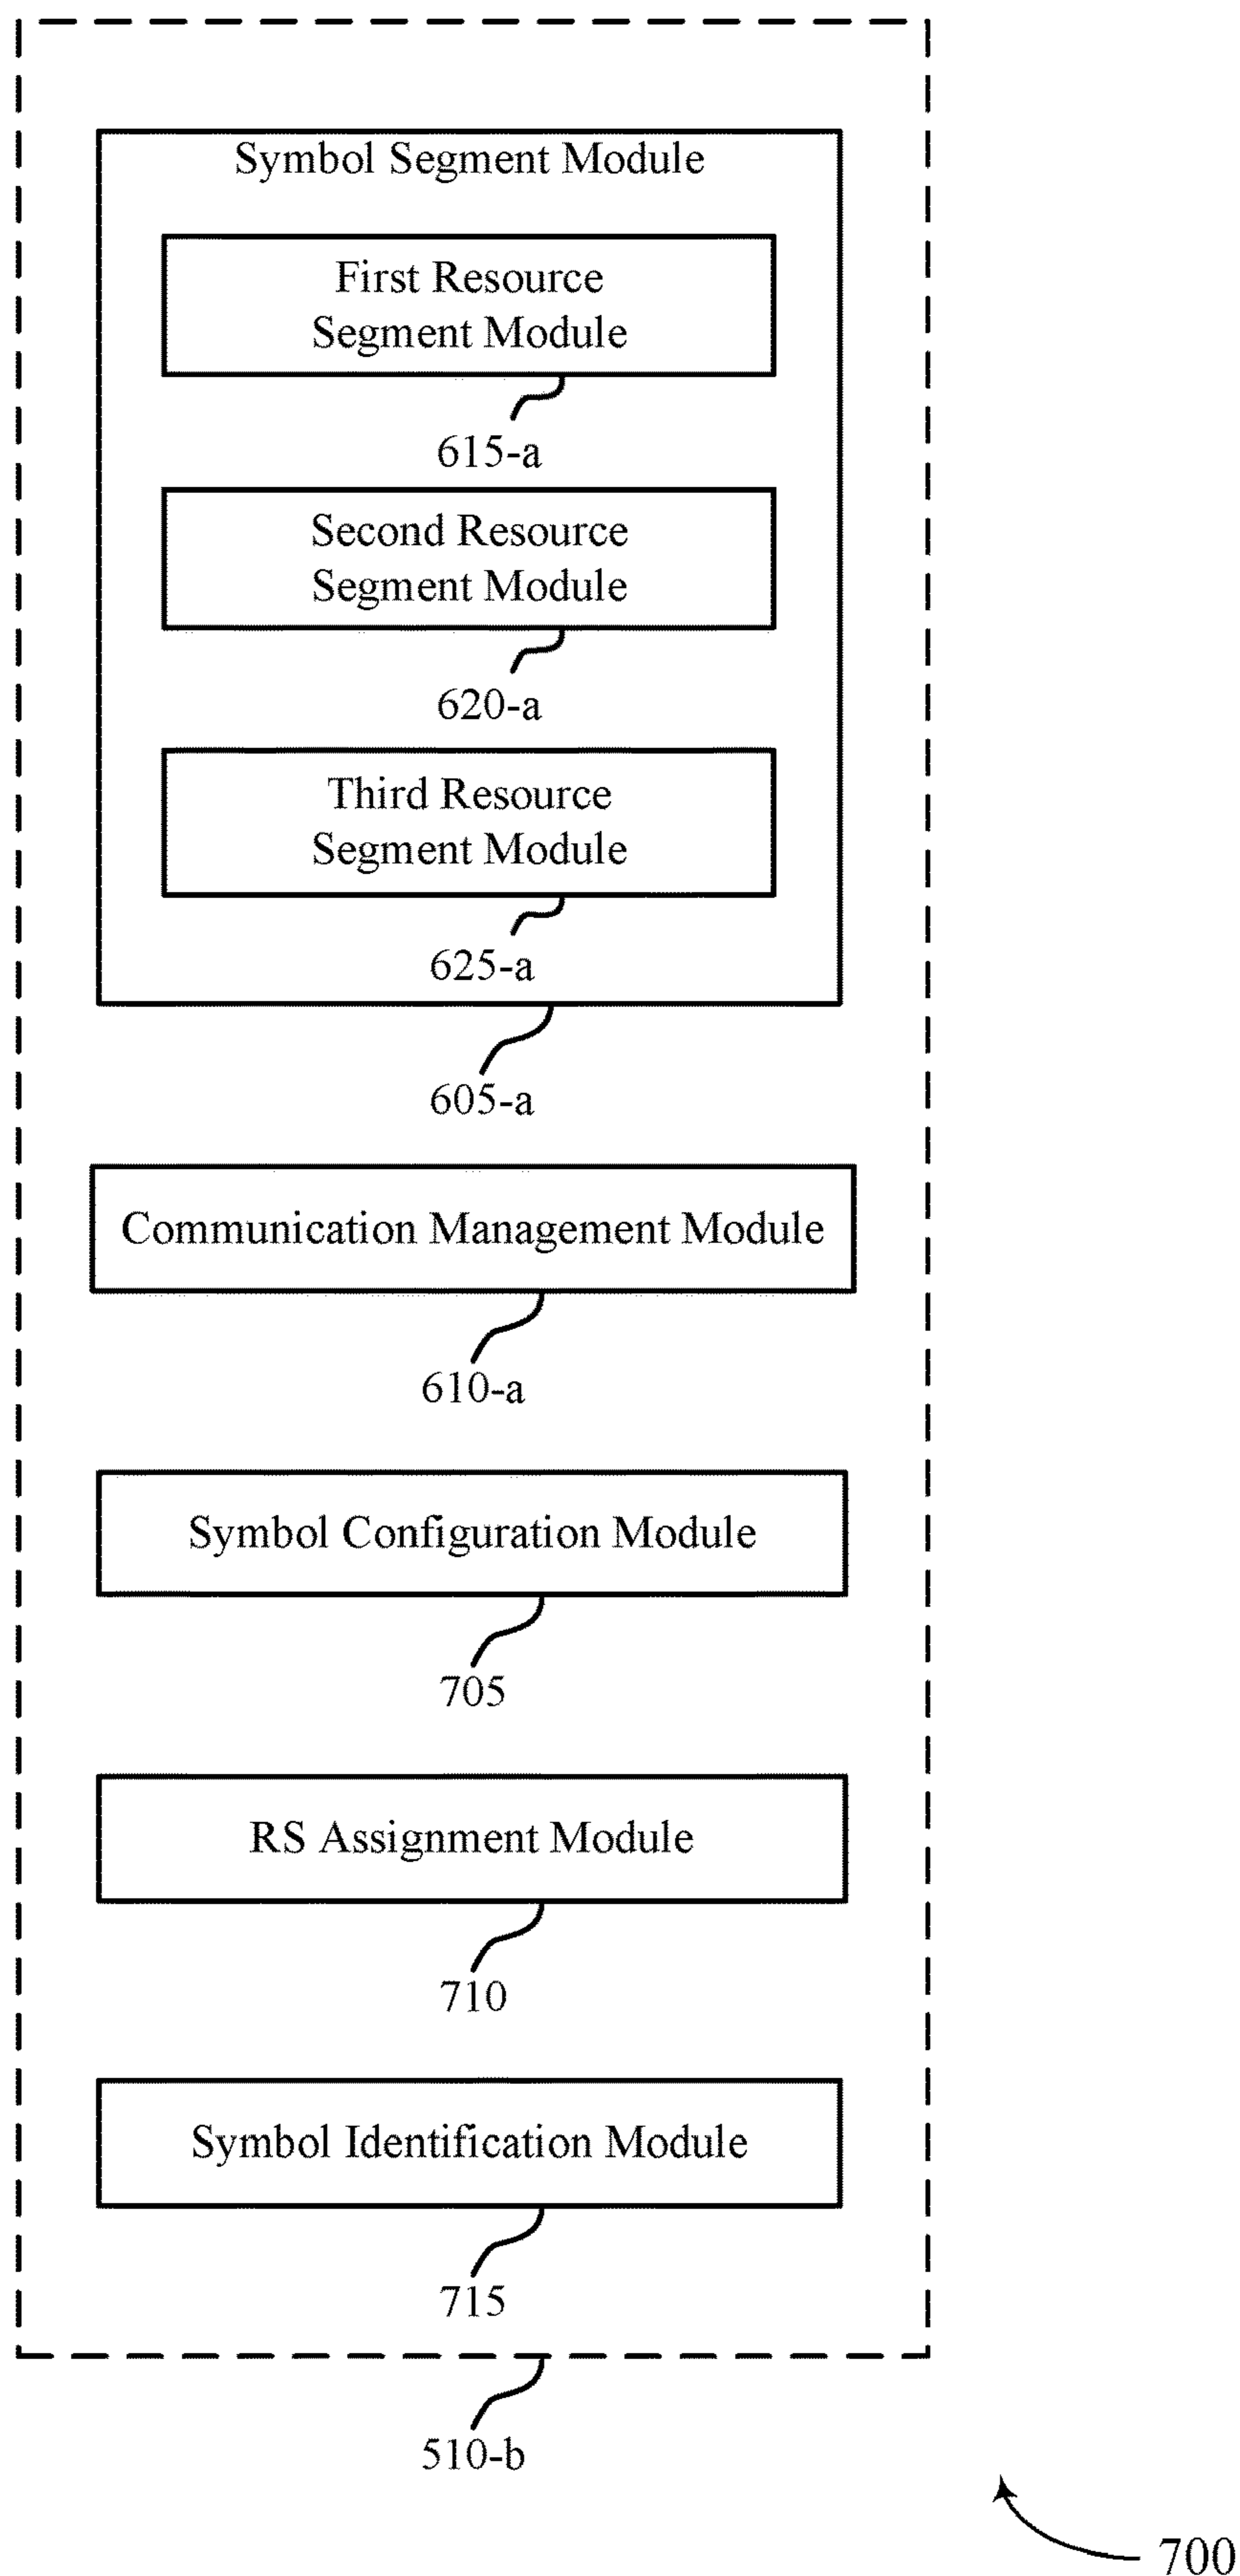 Symbol Segment Module
First Resource
Segment Module
615-a
Second Resource
Segment Module
620-a
Third Resource
Segment Module
625-a
605-a
Communication Management Module
610-a
Symbol Configuration Module
705
RS Assignment Module
710
Symbol Identification Module
715
510-b
700